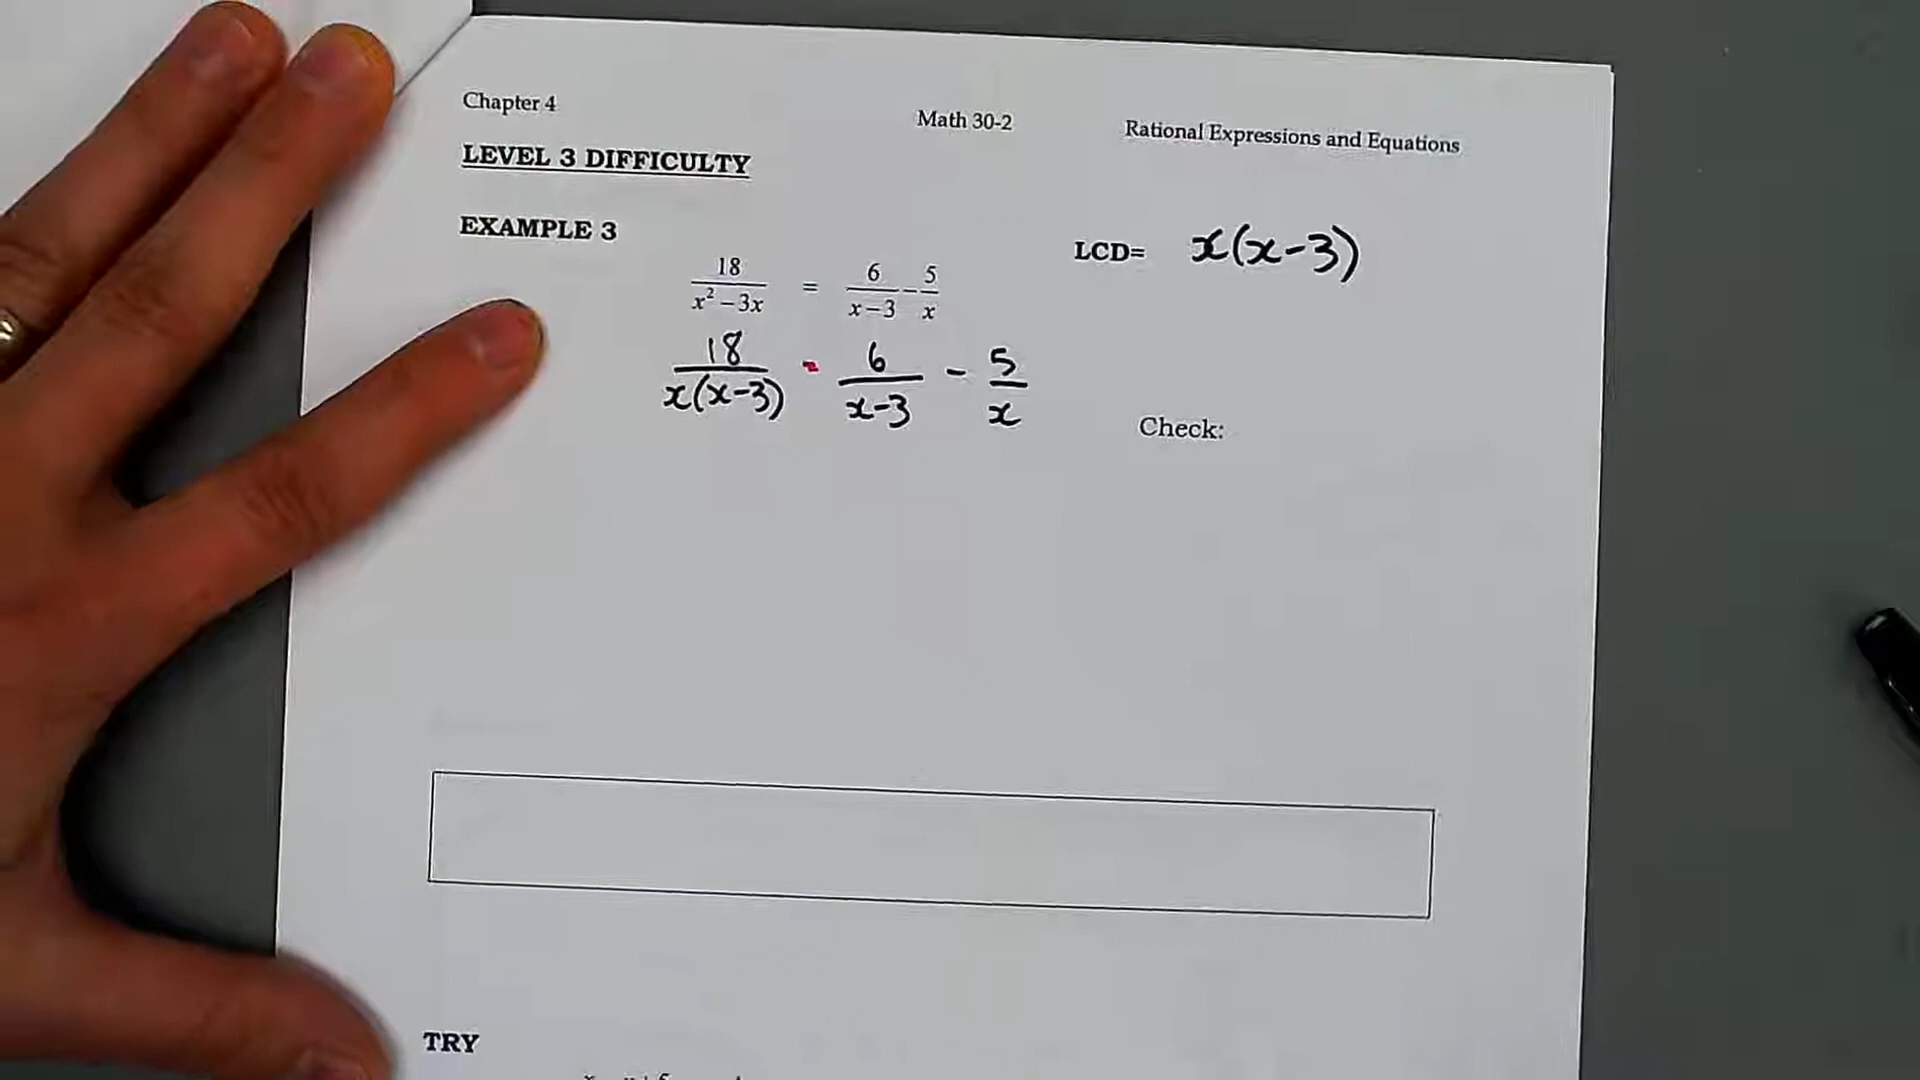 Chapter 4 Math 30-2 Rational Expressions and Equations
LEVEL 3 DIFFICULTY
EXAMPLE 3
LCD= x(x-3)
18/(x² – 3x) = 6/(x – 3) – 5/x
18/(x(x-3)) = 6/(x-3) - 5/x
Check:
TRY